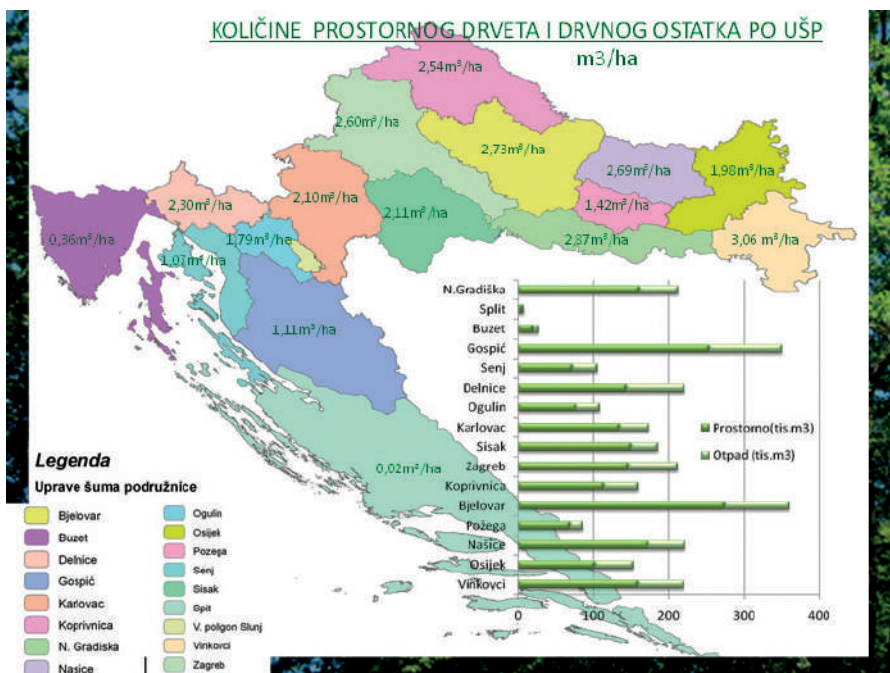 KOLIČINE PROSTORNOG DRVETA I DRVNOG OSTATKA PO UŠP
m3/ha
2,54m³/ha
2,60m³/ha
2,73m³/ha
2,69m³/ha
1,98m³/ha
2,10m³/ha
1,42m³/ha
2,30m³/ha
2,11m³/ha
0,36m³/ha
1,79m³/ha
2,87m³/ha
3,06 m³/ha
1,07m³/ha
1,11m³/ha
0,02m³/ha
N.Gradiška
Split
Buzet
Gospić
Senj
Delnice
Ogulin
Karlovac
Sisak
Zagreb
Koprivnica
Bjelovar
Požega
Našice
Osijek
Vinkovci
0 100 200 300 400
Prostorno(tis.m3)
Otpad (tis.m3)
Legenda
Uprave šuma podružnice
Bjelovar
Buzet
Delnice
Gospić
Karlovac
Koprivnica
N. Gradiska
Nasice
Ogulin
Osijek
Pozega
Senj
Sisak
Split
V. poligon Slunj
Vinkovci
Zagreb